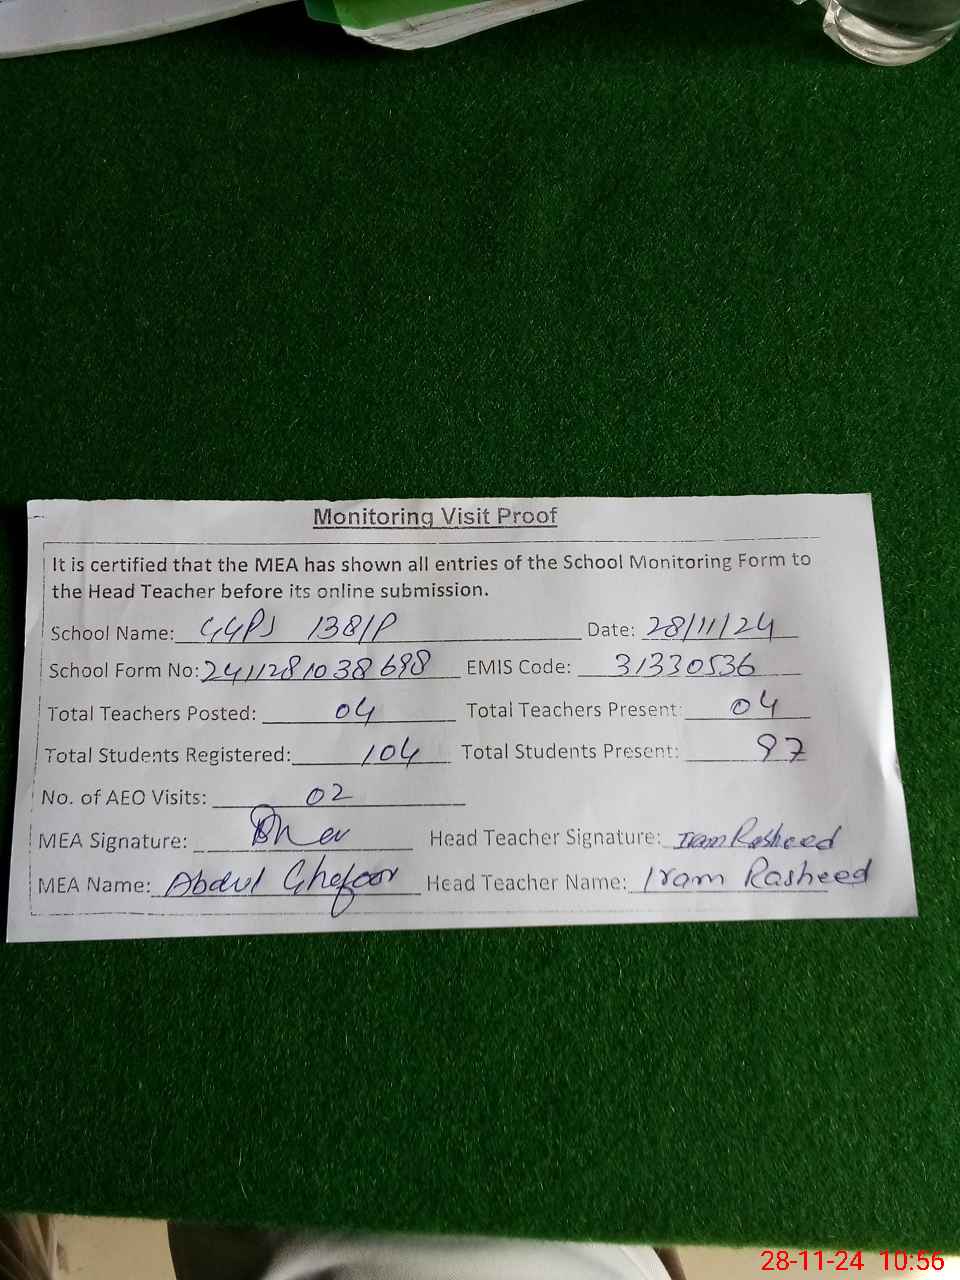 Monitoring Visit Proof
It is certified that the MEA has shown all entries of the School Monitoring Form to
the Head Teacher before its online submission.
School Name: GGPS 138/P Date: 28/11/24
School Form No: 2411281038698 EMIS Code: 31330536
Total Teachers Posted: 04 Total Teachers Present: 04
Total Students Registered: 104 Total Students Present: 97
No. of AEO Visits: 02
MEA Signature: Head Teacher Signature: Iram Rasheed
MEA Name: Abdul Ghafoor Head Teacher Name: Iram Rasheed
28-11-24 10:56